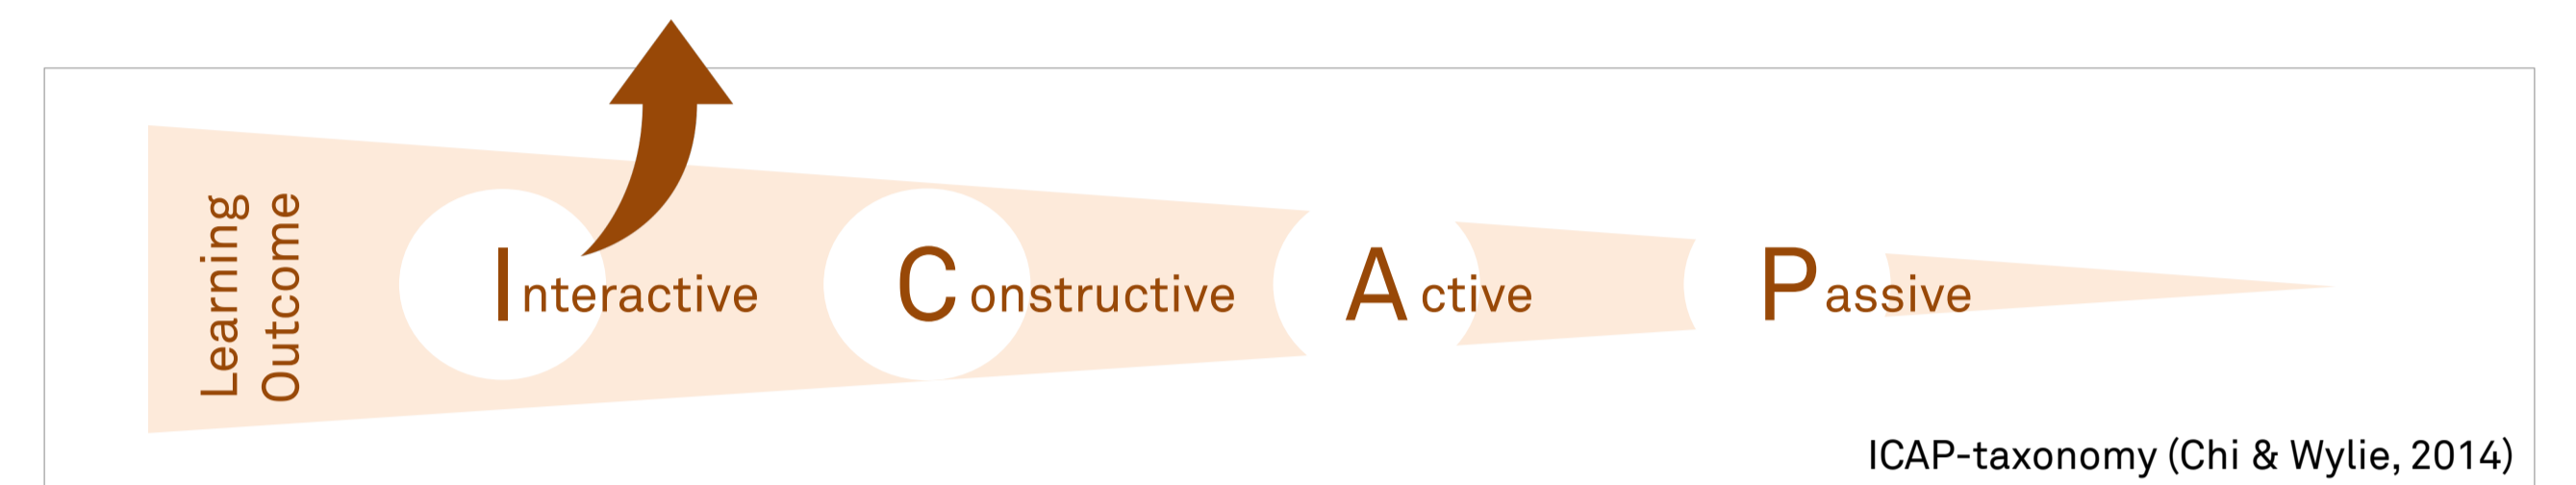 Learning
Outcome
Interactive
Constructive
Active
Passive
ICAP-taxonomy (Chi & Wylie, 2014)